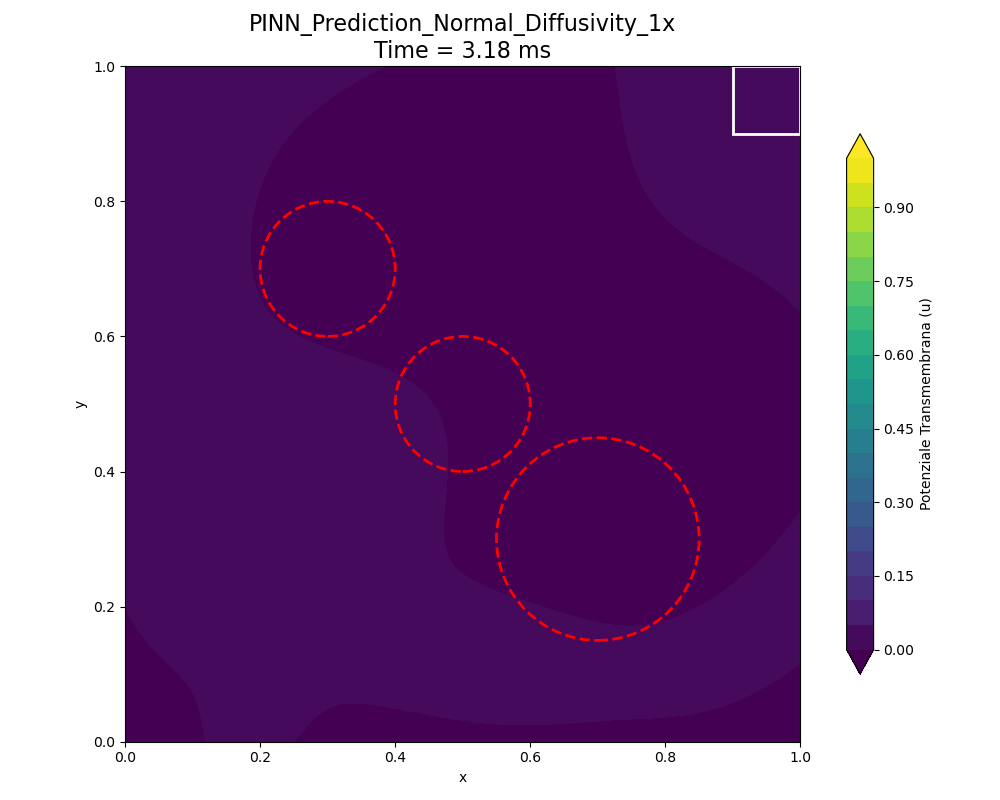 PINN_Prediction_Normal_Diffusivity_1x
Time = 3.18 ms
1.0
0.8
0.6
0.4
0.2
0.0
y
0.0 0.2 0.4 0.6 0.8 1.0
x
0.90
0.75
0.60
0.45
0.30
0.15
0.00
Potenziale Transmembrana (u)